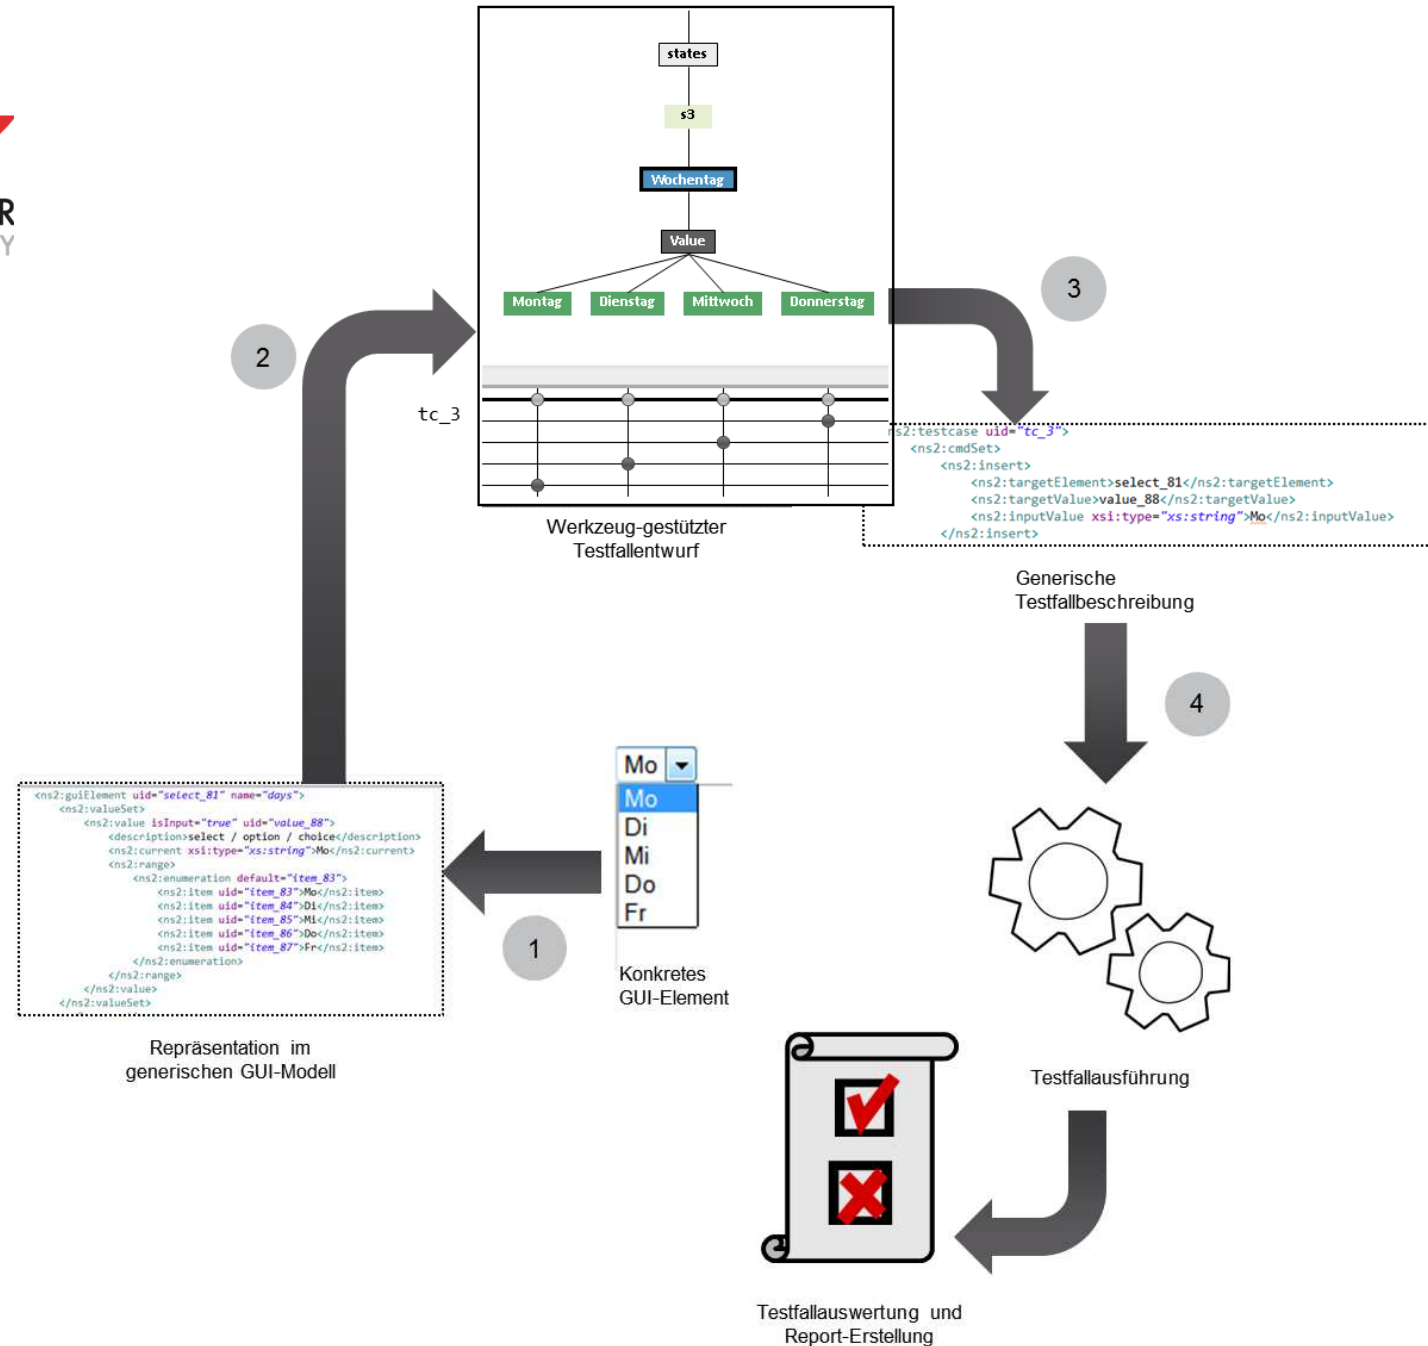 R
Y
states
s3
Wochentag
Value
Montag Dienstag Mittwoch Donnerstag
tc_3
Werkzeug-gestützter
Testfallentwurf
2
3
ns2:testcase uid="tc_3">
<ns2:cmdSet>
<ns2:insert>
<ns2:targetElement>select_81</ns2:targetElement>
<ns2:targetValue>value_88</ns2:targetValue>
<ns2:inputValue xsi:type="xs:string">Mo</ns2:inputValue>
</ns2:insert>
Generische
Testfallbeschreibung
4
Mo
Mo
Di
Mi
Do
Fr
Konkretes
GUI-Element
1
<ns2:guiElement uid="select_81" name="days">
<ns2:valueSet>
<ns2:value isInput="true" uid="value_88">
<description>select / option / choice</description>
<ns2:current xsi:type="xs:string">Mo</ns2:current>
<ns2:range>
<ns2:enumeration default="item_83">
<ns2:item uid="item_83">Mo</ns2:item>
<ns2:item uid="item_84">Di</ns2:item>
<ns2:item uid="item_85">Mi</ns2:item>
<ns2:item uid="item_86">Do</ns2:item>
<ns2:item uid="item_87">Fr</ns2:item>
</ns2:enumeration>
</ns2:range>
</ns2:value>
</ns2:valueSet>
Repräsentation im
generischen GUI-Modell
Testfallausführung
Testfallauswertung und
Report-Erstellung